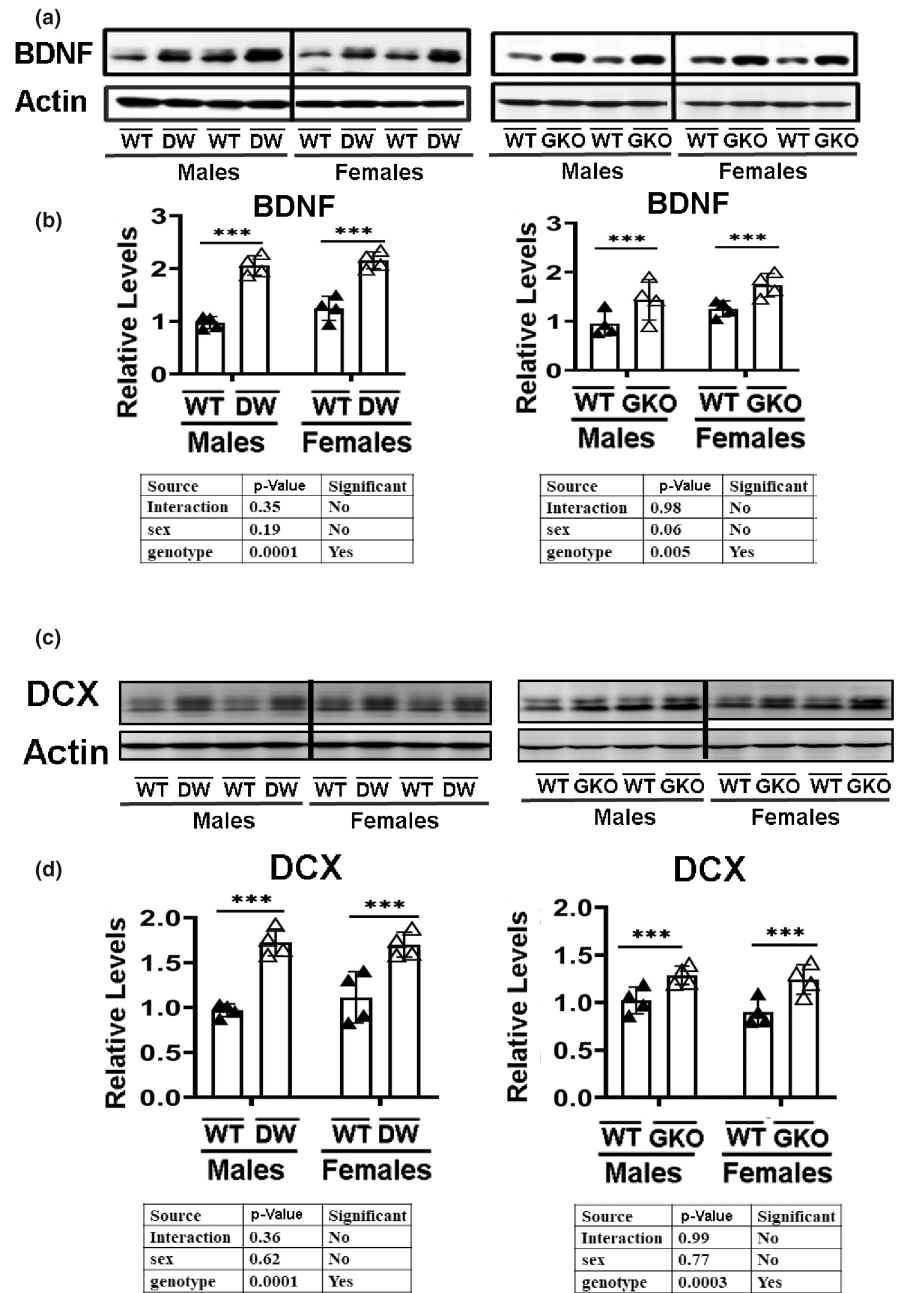 (a)
BDNF
Actin
WT DW WT DW WT DW WT DW
Males Females
WT GKO WT GKO WT GKO WT GKO
Males Females
(b)
BDNF
Relative Levels
3
2
1
0
*** ***
WT DW WT DW
Males Females
Source p-Value Significant
Interaction 0.35 No
sex 0.19 No
genotype 0.0001 Yes
BDNF
Relative Levels
3
2
1
0
*** ***
WT GKO WT GKO
Males Females
Source p-Value Significant
Interaction 0.98 No
sex 0.06 No
genotype 0.005 Yes
(c)
DCX
Actin
WT DW WT DW WT DW WT DW
Males Females
WT GKO WT GKO WT GKO WT GKO
Males Females
(d)
DCX
Relative Levels
2.0
1.5
1.0
0.5
0.0
*** ***
WT DW WT DW
Males Females
Source p-Value Significant
Interaction 0.36 No
sex 0.62 No
genotype 0.0001 Yes
DCX
Relative Levels
2.0
1.5
1.0
0.5
0.0
*** ***
WT GKO WT GKO
Males Females
Source p-Value Significant
Interaction 0.99 No
sex 0.77 No
genotype 0.0003 Yes